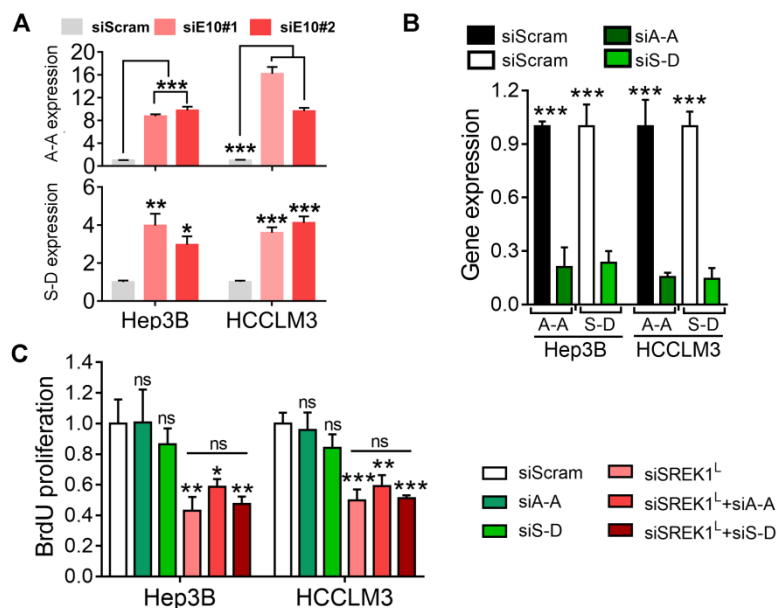 A
siScram siE10#1 siE10#2
A-A expression
20
16
12
8
4
0
***
***
S-D expression
6
4
2
0
**
*
***
***
Hep3B HCCLM3
B
siScram siA-A
siScram siS-D
Gene expression
1.2
0.9
0.6
0.3
0.0
*** *** *** ***
A-A S-D A-A S-D
Hep3B HCCLM3
C
BrdU proliferation
1.4
1.2
1.0
0.8
0.6
0.4
0.2
0.0
ns
ns
ns
** * **
ns
ns
ns
*** ** ***
Hep3B HCCLM3
siScram siSREK1ᴸ
siA-A siSREK1ᴸ+siA-A
siS-D siSREK1ᴸ+siS-D